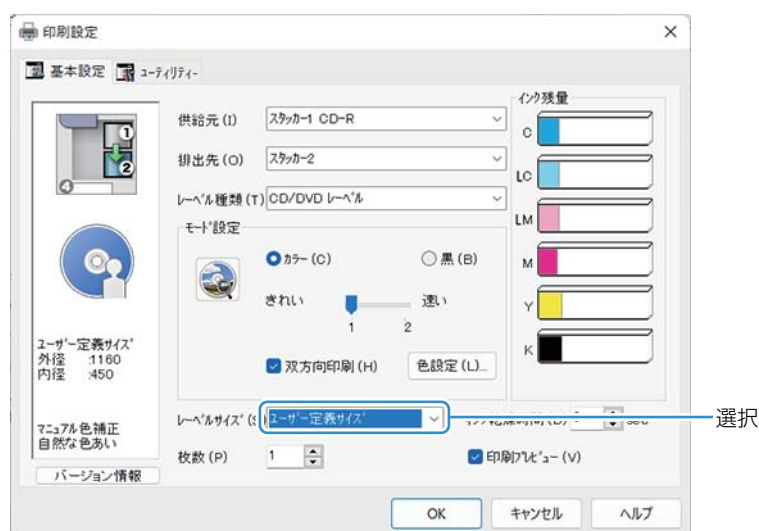 印刷設定
基本設定 ユーティリティー
供給元(I) スタッカー1 CD-R
排出先(O) スタッカー2
レーベル種類(T) CD/DVD レーベル
モード設定
カラー(C) 黒(B)
きれい 速い
1 2
双方向印刷(H) 色設定(L)...
レーベルサイズ(S) ユーザー定義サイズ
sec
選択
枚数(P) 1
印刷プレビュー(V)
1
2
4
ユーザー定義サイズ
外径 :1160
内径 :450
マニュアル色補正
自然な色あい
バージョン情報
インク残量
C
LC
LM
M
Y
K
OK キャンセル ヘルプ